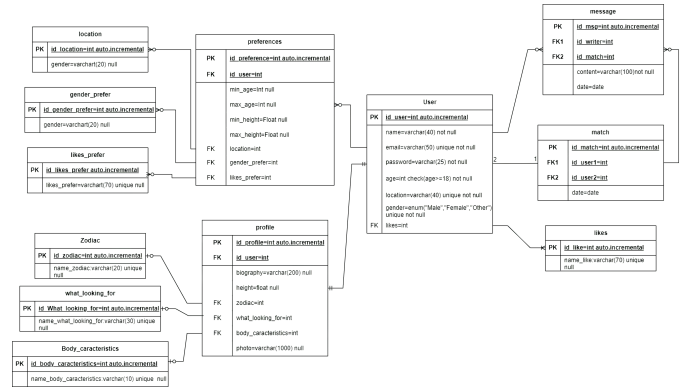 location
PK id_location=int auto.incremental
gender=varchart(20) null
gender_prefer
PK id_gender_prefer=int auto.incremental
gender=varchart(20) null
likes_prefer
PK id_likes_prefer auto.incremental
likes_prefer=varchart(70) unique null
Zodiac
PK id_zodiac=int auto.incremental
name_zodiac:varchar(20) unique
null
what_looking_for
PK id_What_looking_for=int auto.incremental
name_what_looking_for:varchar(30) unique
null
Body_caracteristics
PK id_body_caracteristics=int auto.incremental
name_body_caracteristics:varchar(10) unique null
preferences
PK id_preference=int auto.incremental
FK id_user=int
min_age=int null
max_age=int null
min_height=Float null
max_height=Float null
FK location=int
FK gender_prefer=int
FK likes_prefer=int
profile
PK id_profile=int auto.incremental
FK id_user=int
biography=varchar(200) null
height=float null
FK zodiac=int
FK what_looking_for=int
FK body_caracteristics=int
photo=varchar(1000) null
User
PK id_user=int auto.incremental
name=varchar(40) not null
email=varchar(50) unique not null
password=varchar(25) not null
age=int check(age>=18) not null
location=varchar(40) unique not null
gender=enum("Male","Female","Other")
unique not null
FK likes=int
2
1
message
PK id_msp=int auto.incremental
FK1 id_writer=int
FK2 id_match=int
content=varchar(100)not null
date=date
match
PK id_match=int auto.incremental
FK1 id_user1=int
FK2 id_user2=int
date=date
likes
PK id_like=int auto.incremental
name_like:varchar(70) unique
null